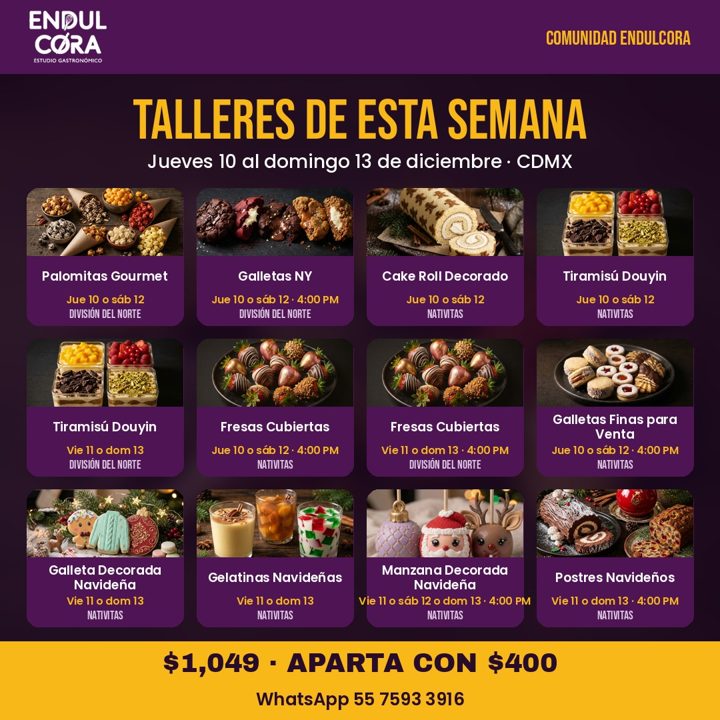 ENDUL
CORA
ESTUDIO GASTRONÓMICO
COMUNIDAD ENDULCORA
TALLERES DE ESTA SEMANA
Jueves 10 al domingo 13 de diciembre · CDMX
Palomitas Gourmet
Jue 10 o sáb 12
DIVISIÓN DEL NORTE
Galletas NY
Jue 10 o sáb 12 · 4:00 PM
DIVISIÓN DEL NORTE
Cake Roll Decorado
Jue 10 o sáb 12
NATIVITAS
Tiramisú Douyin
Jue 10 o sáb 12
NATIVITAS
Tiramisú Douyin
Vie 11 o dom 13
DIVISIÓN DEL NORTE
Fresas Cubiertas
Jue 10 o sáb 12 · 4:00 PM
NATIVITAS
Fresas Cubiertas
Vie 11 o dom 13 · 4:00 PM
DIVISIÓN DEL NORTE
Galletas Finas para
Venta
Jue 10 o sáb 12 · 4:00 PM
NATIVITAS
Galleta Decorada
Navideña
Vie 11 o dom 13
NATIVITAS
Gelatinas Navideñas
Vie 11 o dom 13
NATIVITAS
Manzana Decorada
Navideña
Vie 11 o sáb 12 o dom 13 · 4:00 PM
NATIVITAS
Postres Navideños
Vie 11 o dom 13 · 4:00 PM
NATIVITAS
$1,049 · APARTA CON $400
WhatsApp 55 7593 3916